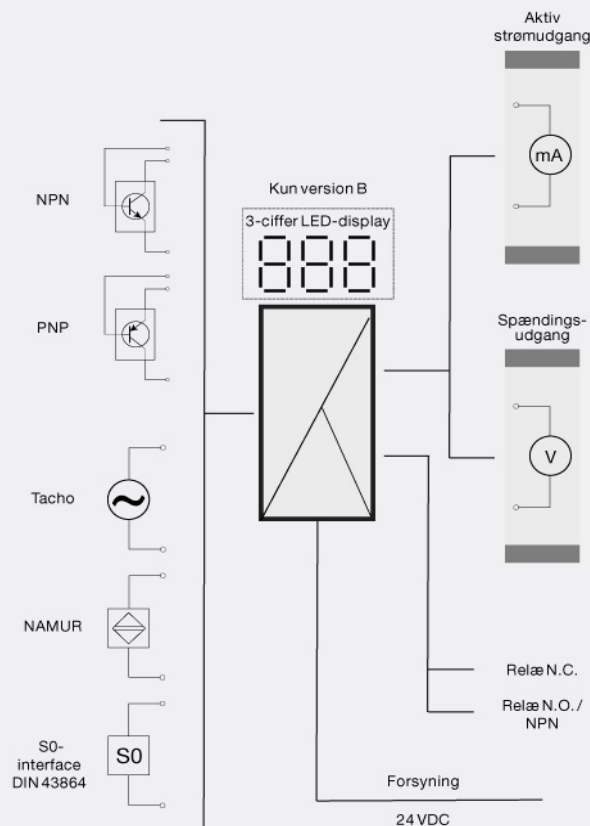 Aktiv
strømudgang
mA
NPN
Kun version B
3-ciffer LED-display
888
PNP
Spændings-
udgang
V
Tacho
NAMUR
Relæ N.C.
Relæ N.O./
NPN
S0-
interface
DIN 43864
S0
Forsyning
24 VDC